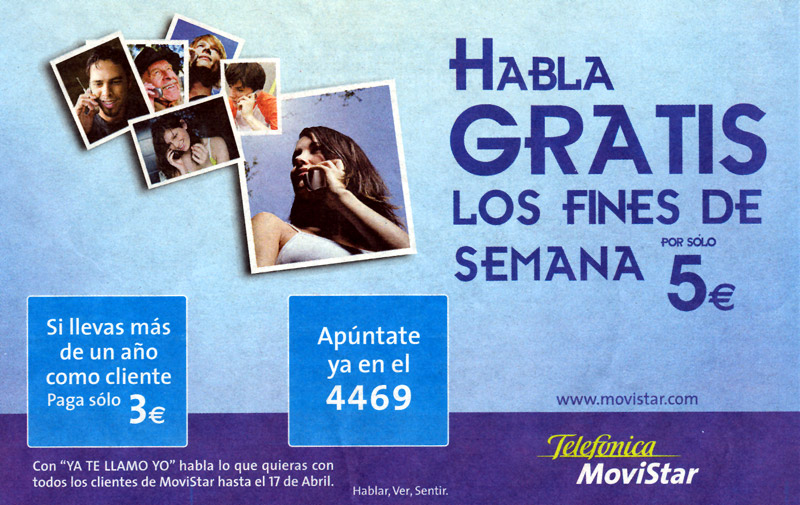 HABLA
GRATIS
LOS FINES DE
SEMANA POR SÓLO
5€
Si llevas más
de un año
como cliente
Paga sólo 3€
Apúntate
ya en el
4469
www.movistar.com
Telefónica
MoviStar
Con “YA TE LLAMO YO” habla lo que quieras con
todos los clientes de MoviStar hasta el 17 de Abril.
Hablar, Ver, Sentir.